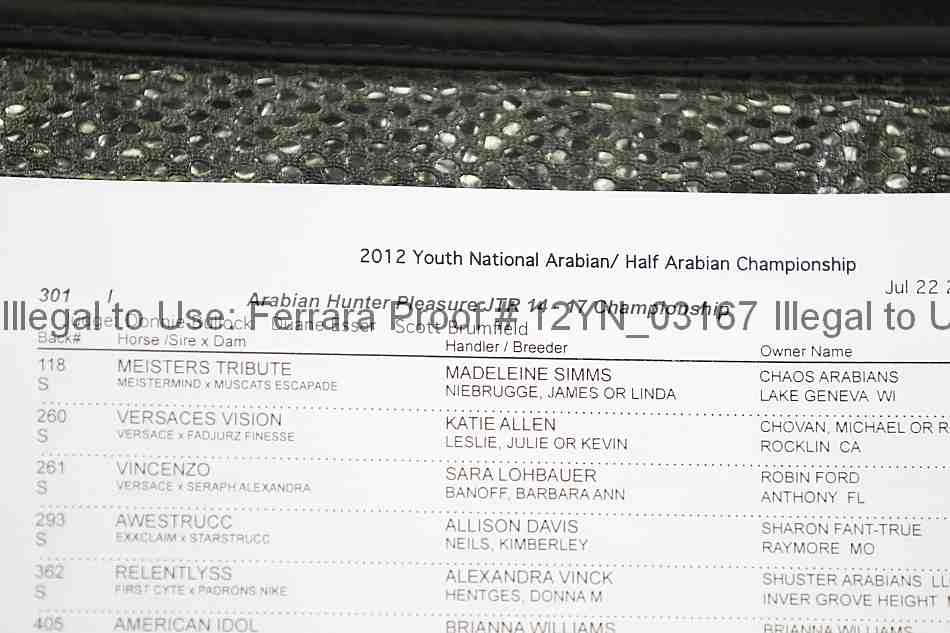 2012 Youth National Arabian/ Half Arabian Championship
Jul 22
301 I Arabian Hunter Pleasure JTR 14 - 17 Championship
Illegal to Use: Ferrara Proof # 12YN_03167 Illegal to U
Judge: Donnie Bullock Duane Esser Scott Brumfield
Back# Horse /Sire x Dam Handler / Breeder Owner Name
118 MEISTERS TRIBUTE MADELEINE SIMMS CHAOS ARABIANS
S MEISTERMIND x MUSCATS ESCAPADE NIEBRUGGE, JAMES OR LINDA LAKE GENEVA WI
260 VERSACES VISION KATIE ALLEN CHOVAN, MICHAEL OR R
S VERSACE x FADJURZ FINESSE LESLIE, JULIE OR KEVIN ROCKLIN CA
261 VINCENZO SARA LOHBAUER ROBIN FORD
S VERSACE x SERAPH ALEXANDRA BANOFF, BARBARA ANN ANTHONY FL
293 AWESTRUCC ALLISON DAVIS SHARON FANT-TRUE
S EXXCLAIM x STARSTRUCC NEILS, KIMBERLEY RAYMORE MO
362 RELENTLYSS ALEXANDRA VINCK SHUSTER ARABIANS LL
S FIRST CYTE x PADRONS NIKE HENTGES, DONNA M INVER GROVE HEIGHT
405 AMERICAN IDOL BRIANNA WILLIAMS BRIANNA WILLIAMS